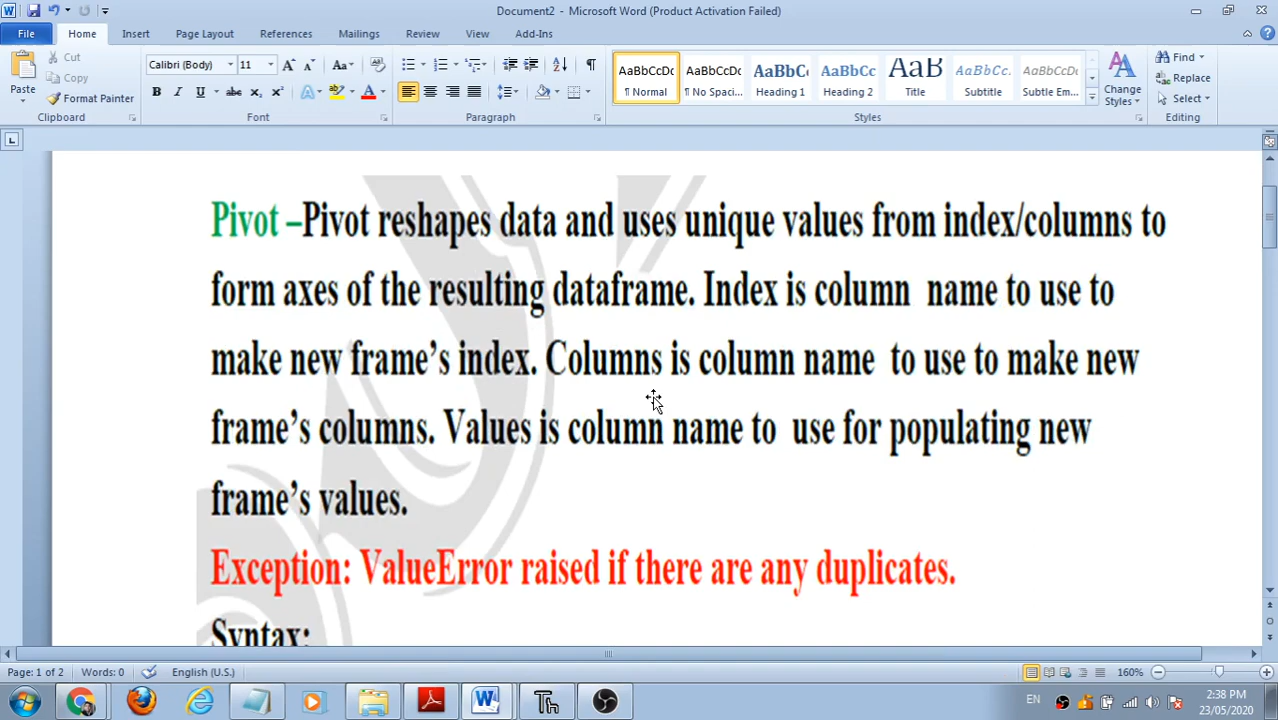 Document2 - Microsoft Word (Product Activation Failed)
File Home Insert Page Layout References Mailings Review View Add-Ins
Paste
Cut
Copy
Format Painter
Clipboard
Calibri (Body) 11
Font
Paragraph
AaBbCcDc AaBbCcDc AaBbCc AaBbCc AaB AaBbCc. AaBbCcDc
¶ Normal ¶ No Spaci... Heading 1 Heading 2 Title Subtitle Subtle Em...
Styles
Change Styles
Find
Replace
Select
Editing
Pivot –Pivot reshapes data and uses unique values from index/columns to
form axes of the resulting dataframe. Index is column name to use to
make new frame’s index. Columns is column name to use to make new
frame’s columns. Values is column name to use for populating new
frame’s values.
Exception: ValueError raised if there are any duplicates.
Syntax:
Page: 1 of 2 Words: 0 English (U.S.) 160%
EN
2:38 PM
23/05/2020